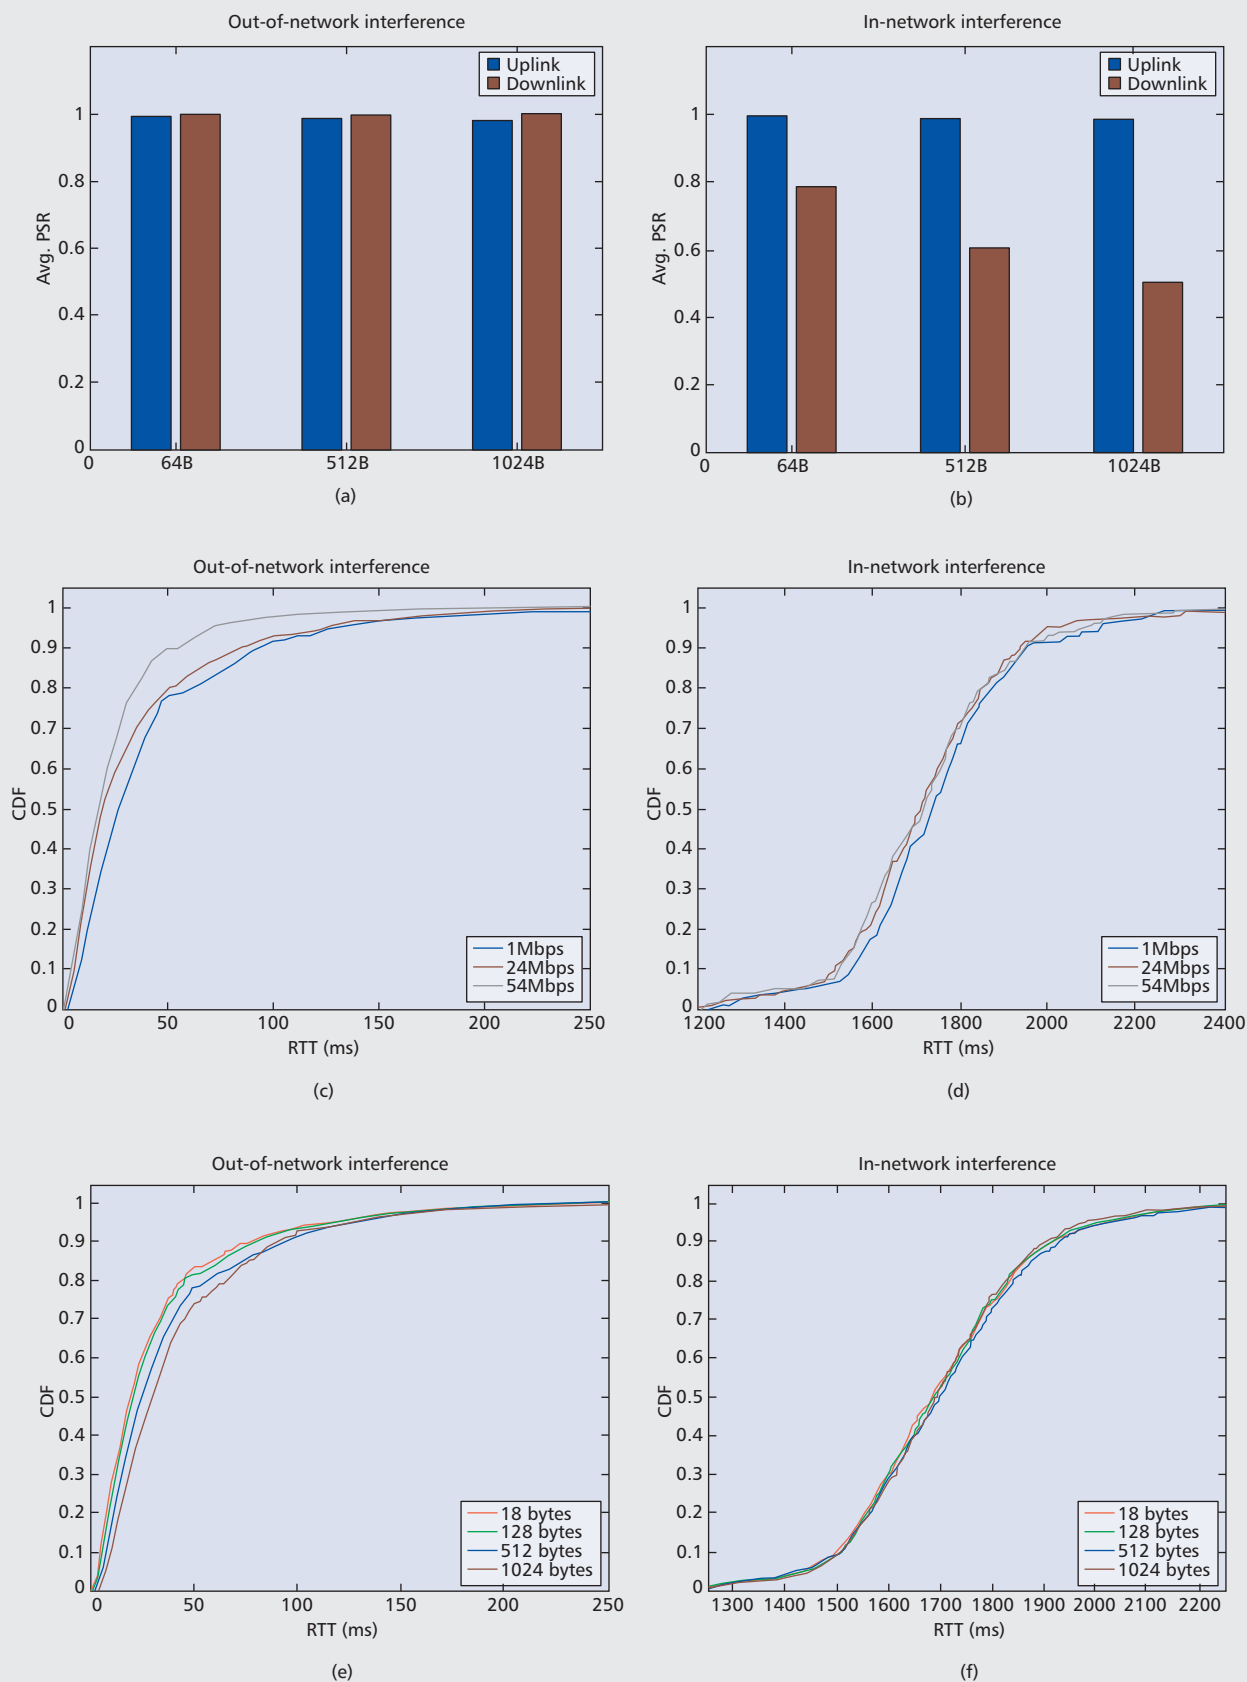 Out-of-network interference
Uplink
Downlink
Avg. PSR
1
0.8
0.6
0.4
0.2
0
0 64B 512B 1024B
(a)
In-network interference
Uplink
Downlink
Avg. PSR
1
0.8
0.6
0.4
0.2
0
0 64B 512B 1024B
(b)
Out-of-network interference
CDF
1
0.9
0.8
0.7
0.6
0.5
0.4
0.3
0.2
0.1
0
1Mbps
24Mbps
54Mbps
0 50 100 150 200 250
RTT (ms)
(c)
In-network interference
CDF
1
0.9
0.8
0.7
0.6
0.5
0.4
0.3
0.2
0.1
0
1Mbps
24Mbps
54Mbps
1200 1400 1600 1800 2000 2200 2400
RTT (ms)
(d)
Out-of-network interference
CDF
1
0.9
0.8
0.7
0.6
0.5
0.4
0.3
0.2
0.1
0
18 bytes
128 bytes
512 bytes
1024 bytes
0 50 100 150 200 250
RTT (ms)
(e)
In-network interference
CDF
1
0.9
0.8
0.7
0.6
0.5
0.4
0.3
0.2
0.1
0
18 bytes
128 bytes
512 bytes
1024 bytes
1300 1400 1500 1600 1700 1800 1900 2000 2100 2200
RTT (ms)
(f)